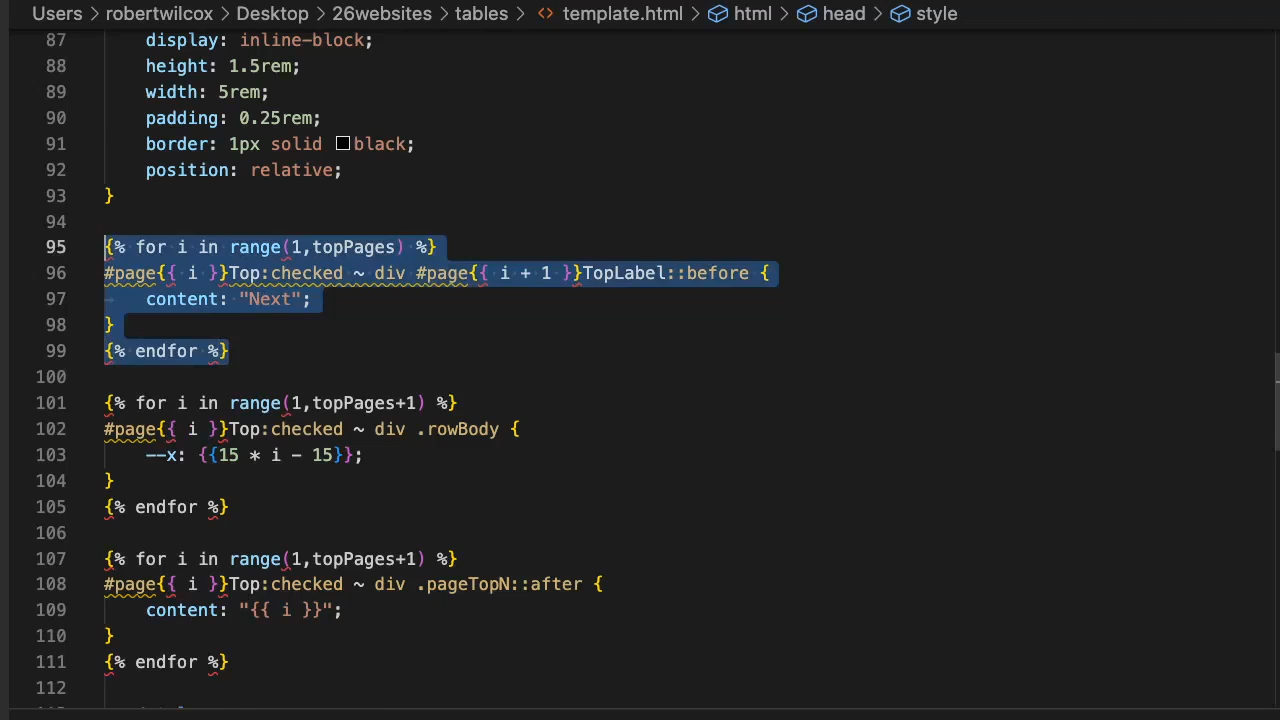 Users > robertwilcox > Desktop > 26websites > tables > <> template.html > html > head > style
87 display: inline-block;
88 height: 1.5rem;
89 width: 5rem;
90 padding: 0.25rem;
91 border: 1px solid black;
92 position: relative;
93 }
94
95 {% for i in range(1,topPages) %}
96 #page{{ i }}Top:checked ~ div #page{{ i + 1 }}TopLabel::before {
97 content: "Next";
98 }
99 {% endfor %}
100
101 {% for i in range(1,topPages+1) %}
102 #page{{ i }}Top:checked ~ div .rowBody {
103 --x: {{15 * i - 15}};
104 }
105 {% endfor %}
106
107 {% for i in range(1,topPages+1) %}
108 #page{{ i }}Top:checked ~ div .pageTopN::after {
109 content: "{{ i }}";
110 }
111 {% endfor %}
112